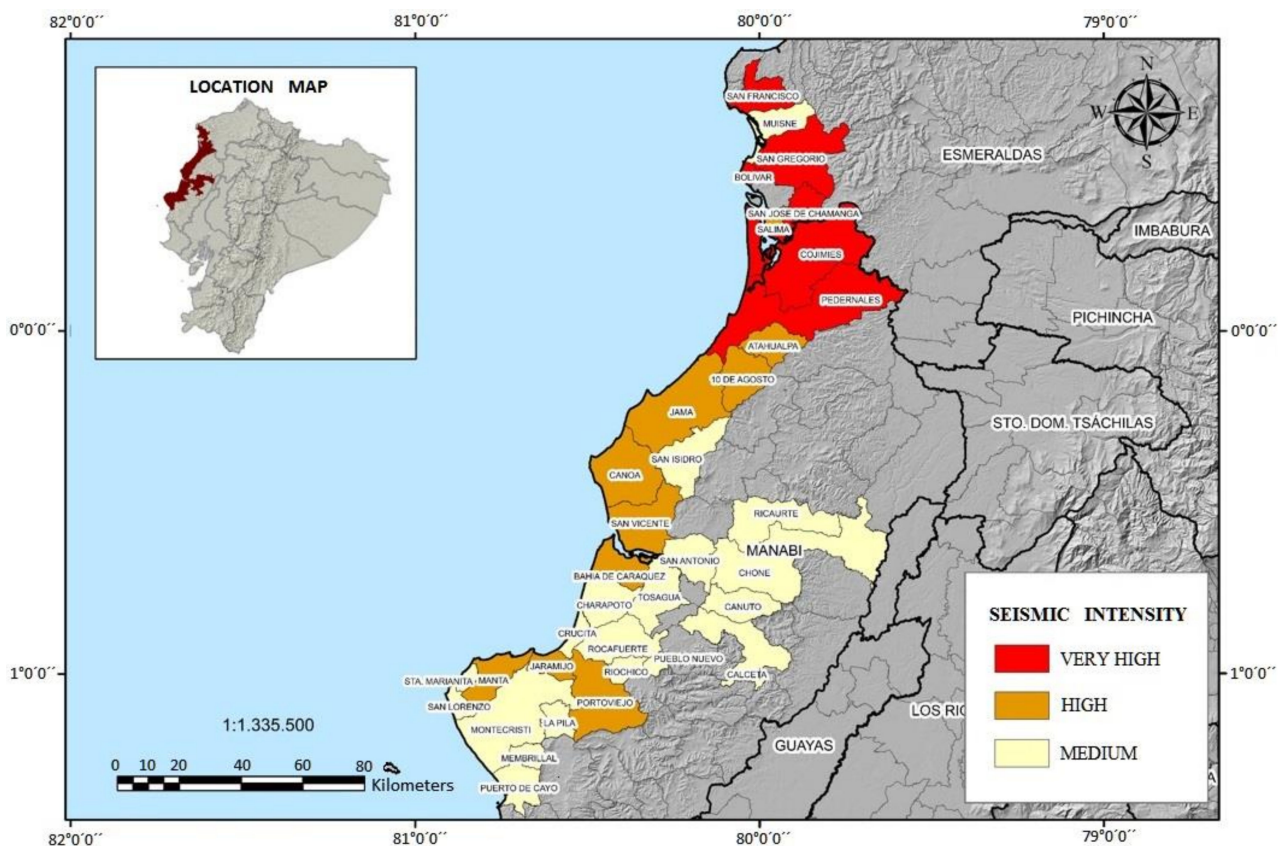 82°0´0´´
81°0´0´´
80°0´0´´
79°0´0´´
LOCATION MAP
N
W
E
S
SAN FRANCISCO
MUISNE
SAN GREGORIO
BOLIVAR
ESMERALDAS
SAN JOSE DE CHAMANGA
SALIMA
IMBABURA
COJIMIES
PEDERNALES
PICHINCHA
0°0´0´´
0°0´0´´
ATAHUALPA
10 DE AGOSTO
JAMA
STO. DOM. TSÁCHILAS
SAN ISIDRO
CANOA
RICAURTE
SAN VICENTE
MANABI
SAN ANTONIO
CHONE
BAHIA DE CARAQUEZ
TOSAGUA
CHARAPOTO
CANUTO
CRUCITA
ROCAFUERTE
PUEBLO NUEVO
RIOCHICO
CALCETA
JARAMIJO
STA. MARIANITA
MANTA
1°0´0´´
1°0´0´´
SAN LORENZO
PORTOVIEJO
LA PILA
MONTECRISTI
LOS RIO
GUAYAS
MEMBRILLAL
PUERTO DE CAYO
SEISMIC INTENSITY
VERY HIGH
HIGH
MEDIUM
1:1.335.500
0 10 20 40 60 80
Kilometers
82°0´0´´
81°0´0´´
80°0´0´´
79°0´0´´